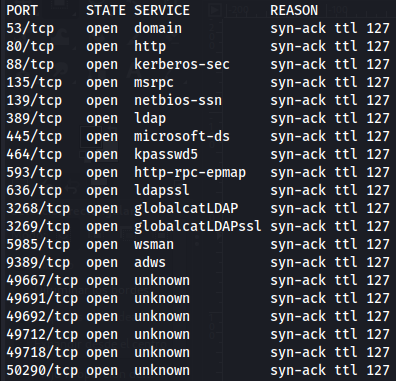 PORT STATE SERVICE REASON
53/tcp open domain syn-ack ttl 127
80/tcp open http syn-ack ttl 127
88/tcp open kerberos-sec syn-ack ttl 127
135/tcp open msrpc syn-ack ttl 127
139/tcp open netbios-ssn syn-ack ttl 127
389/tcp open ldap syn-ack ttl 127
445/tcp open microsoft-ds syn-ack ttl 127
464/tcp open kpasswd5 syn-ack ttl 127
593/tcp open http-rpc-epmap syn-ack ttl 127
636/tcp open ldapssl syn-ack ttl 127
3268/tcp open globalcatLDAP syn-ack ttl 127
3269/tcp open globalcatLDAPssl syn-ack ttl 127
5985/tcp open wsman syn-ack ttl 127
9389/tcp open adws syn-ack ttl 127
49667/tcp open unknown syn-ack ttl 127
49691/tcp open unknown syn-ack ttl 127
49692/tcp open unknown syn-ack ttl 127
49712/tcp open unknown syn-ack ttl 127
49718/tcp open unknown syn-ack ttl 127
50290/tcp open unknown syn-ack ttl 127